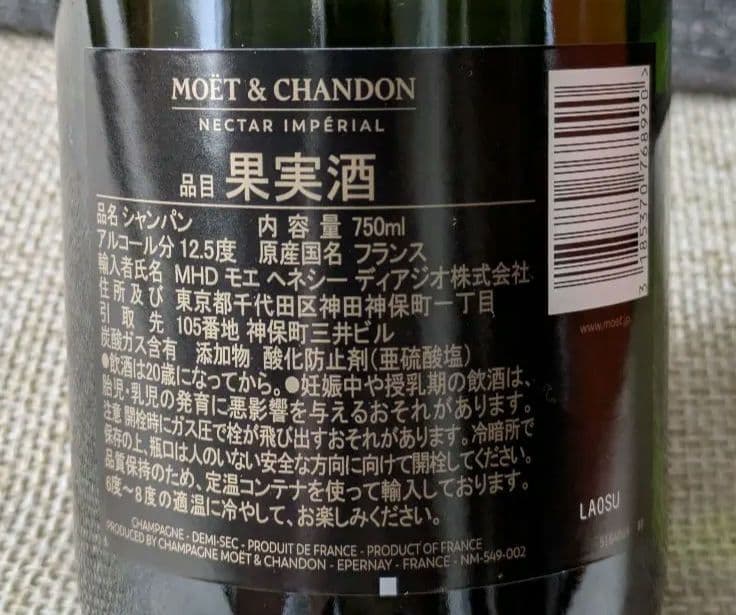 MOËT & CHANDON
NECTAR IMPÉRIAL
品目 果実酒
品名 シャンパン 内容量 750ml
アルコール分 12.5度 原産国名 フランス
輸入者氏名 MHD モエ ヘネシー ディアジオ株式会社
住所及び 東京都千代田区神田神保町一丁目
引取先 105番地 神保町三井ビル
炭酸ガス含有 添加物 酸化防止剤(亜硫酸塩)
●飲酒は20歳になってから。●妊娠中や授乳期の飲酒は、
胎児・乳児の発育に悪影響を与えるおそれがあります。
注意 開栓時にガス圧で栓が飛び出すおそれがあります。冷暗所で
保存の上、瓶口は人のいない安全な方向に向けて開栓してください。
品質保持のため、定温コンテナを使って輸入しております。
6度〜8度の適温に冷やして、お楽しみください。
CHAMPAGNE - DEMI-SEC - PRODUIT DE FRANCE - PRODUCT OF FRANCE
PRODUCED BY CHAMPAGNE MOËT & CHANDON - EPERNAY - FRANCE - NM-549-002
3 185370 768990 >
www.moet.jp
LAOSU